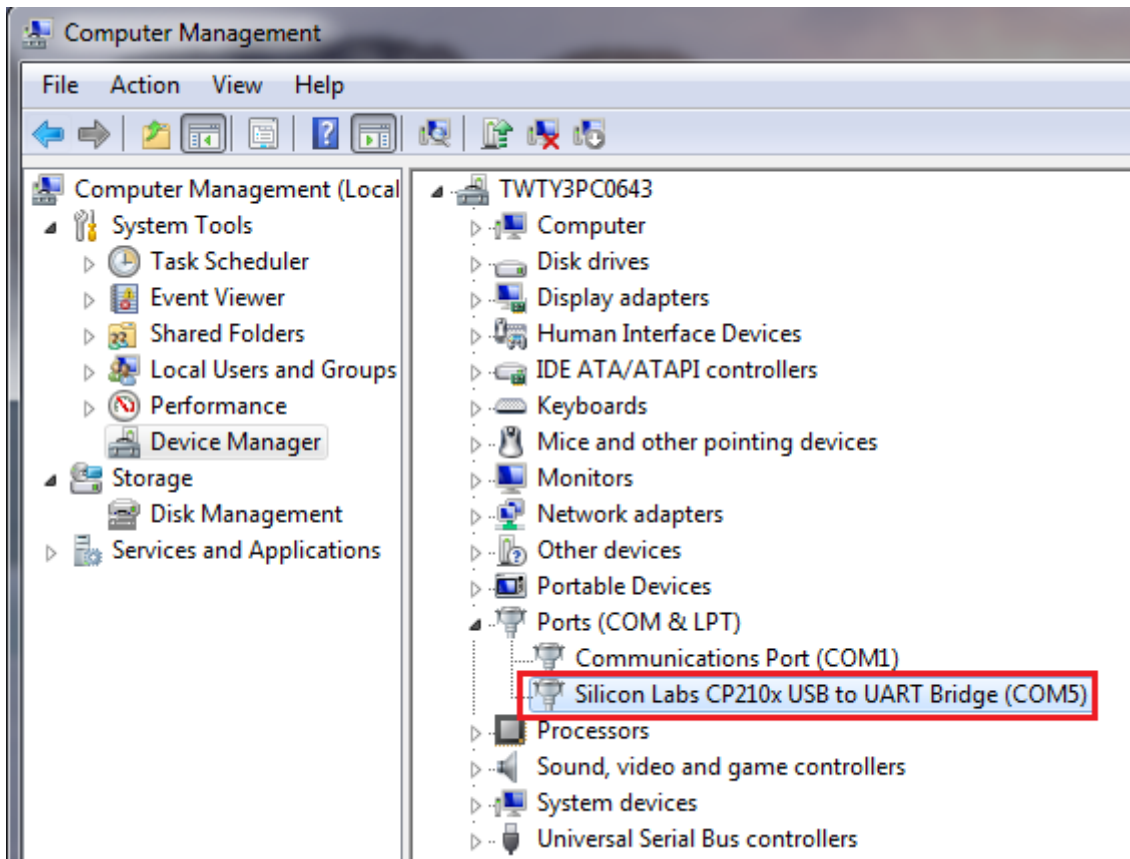 Computer Management
File Action View Help
Computer Management (Local
System Tools
Task Scheduler
Event Viewer
Shared Folders
Local Users and Groups
Performance
Device Manager
Storage
Disk Management
Services and Applications
TWTY3PC0643
Computer
Disk drives
Display adapters
Human Interface Devices
IDE ATA/ATAPI controllers
Keyboards
Mice and other pointing devices
Monitors
Network adapters
Other devices
Portable Devices
Ports (COM & LPT)
Communications Port (COM1)
Silicon Labs CP210x USB to UART Bridge (COM5)
Processors
Sound, video and game controllers
System devices
Universal Serial Bus controllers